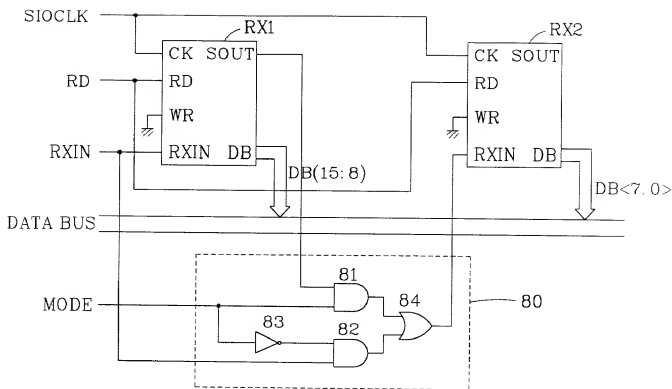 SIOCLK
RX1
RX2
CK SOUT
CK SOUT
RD
RD
RD
WR
WR
RXIN
RXIN DB
RXIN DB
DB(15:8)
DB<7.0>
DATA BUS
81
84
80
MODE
83
82